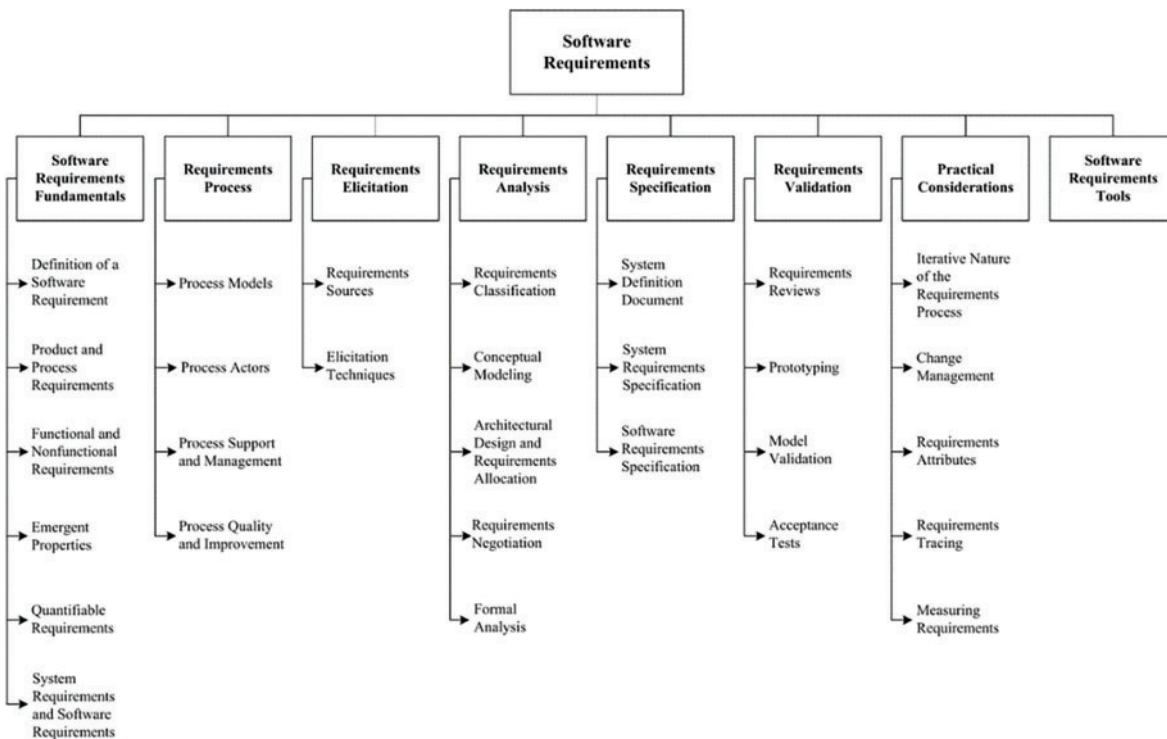 Software
Requirements
Software
Requirements
Fundamentals
Requirements
Process
Requirements
Elicitation
Requirements
Analysis
Requirements
Specification
Requirements
Validation
Practical
Considerations
Software
Requirements
Tools
Definition of a
Software
Requirement
Product and
Process
Requirements
Functional and
Nonfunctional
Requirements
Emergent
Properties
Quantifiable
Requirements
System
Requirements
and Software
Requirements
Process Models
Process Actors
Process Support
and Management
Process Quality
and Improvement
Requirements
Sources
Elicitation
Techniques
Requirements
Classification
Conceptual
Modeling
Architectural
Design and
Requirements
Allocation
Requirements
Negotiation
Formal
Analysis
System
Definition
Document
System
Requirements
Specification
Software
Requirements
Specification
Requirements
Reviews
Prototyping
Model
Validation
Acceptance
Tests
Iterative Nature
of the
Requirements
Process
Change
Management
Requirements
Attributes
Requirements
Tracing
Measuring
Requirements